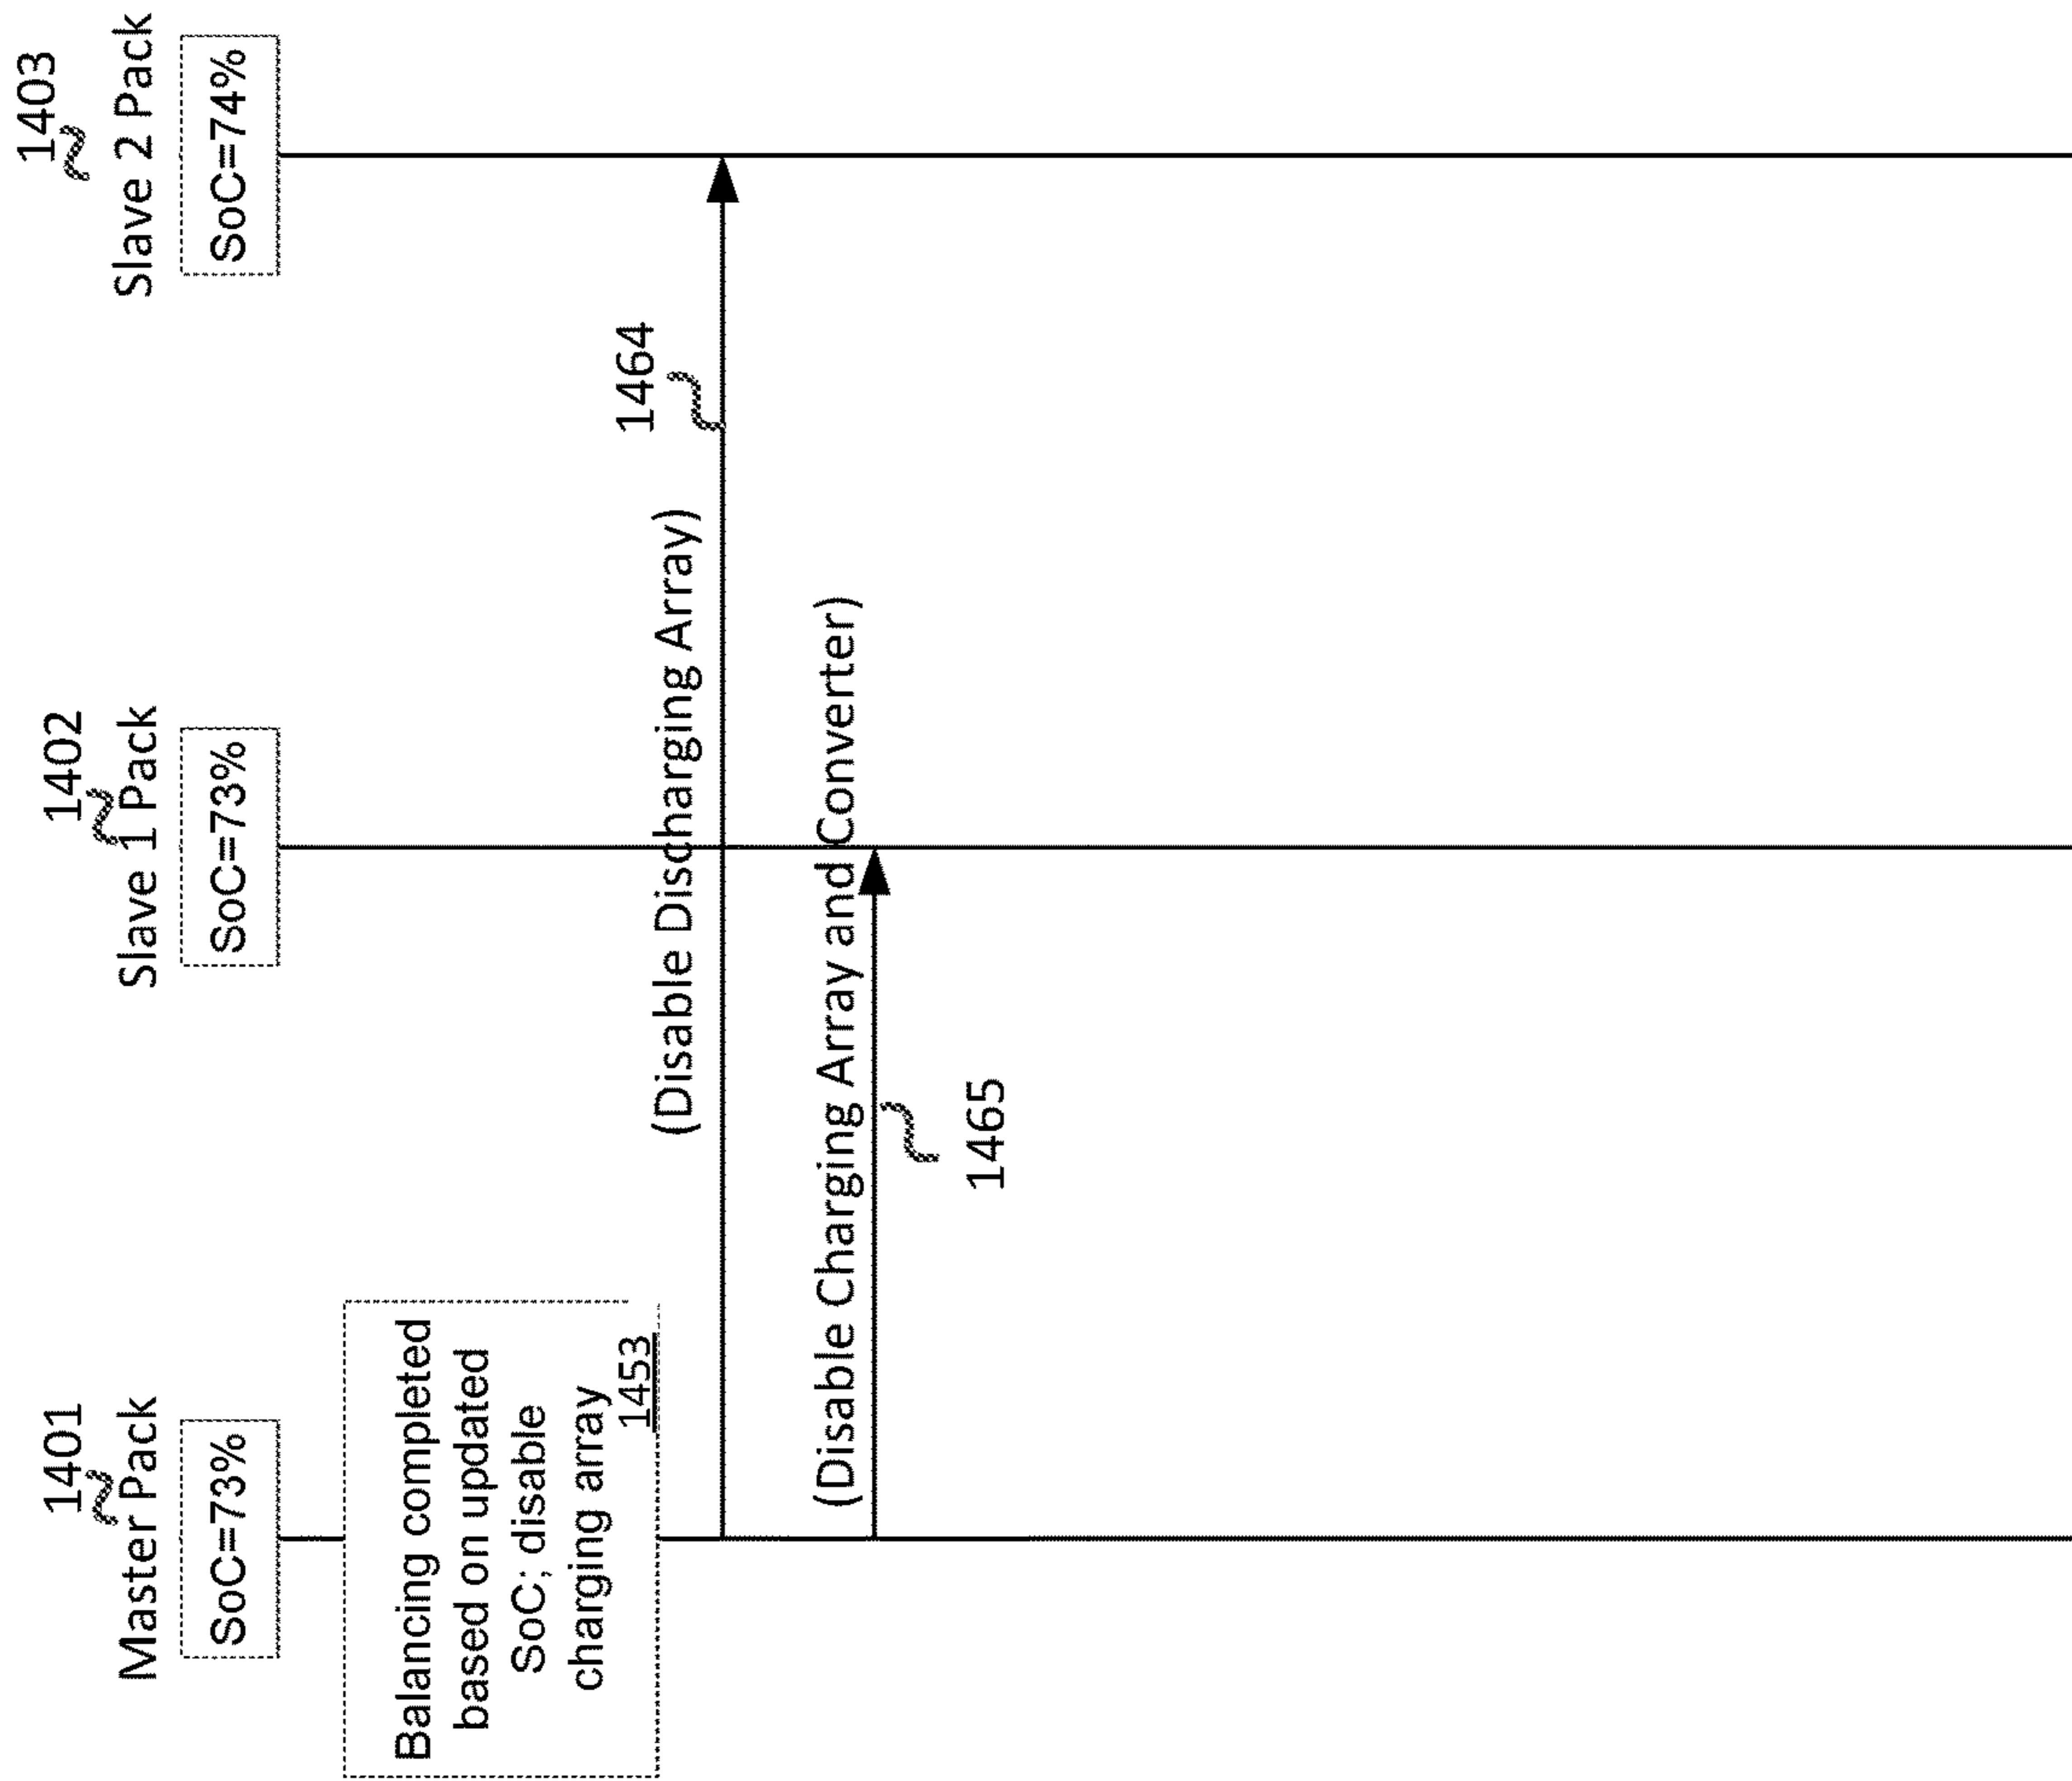 1401
Master Pack
SoC=73%
1402
Slave 1 Pack
SoC=73%
1403
Slave 2 Pack
SoC=74%
Balancing completed
based on updated
SoC; disable
charging array
1453
(Disable Discharging Array)
1464
(Disable Charging Array and Converter)
1465